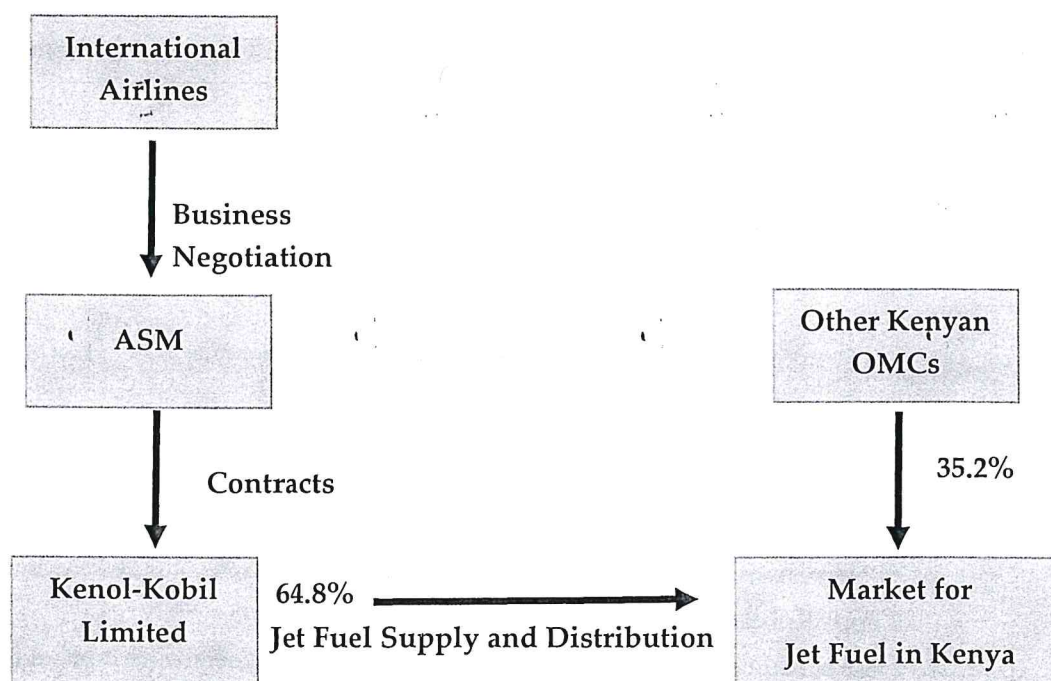 International
Airlines
Business
Negotiation
ASM
Other Kenyan
OMCs
Contracts
35.2%
Kenol-Kobil
Limited
64.8%
Jet Fuel Supply and Distribution
Market for
Jet Fuel in Kenya